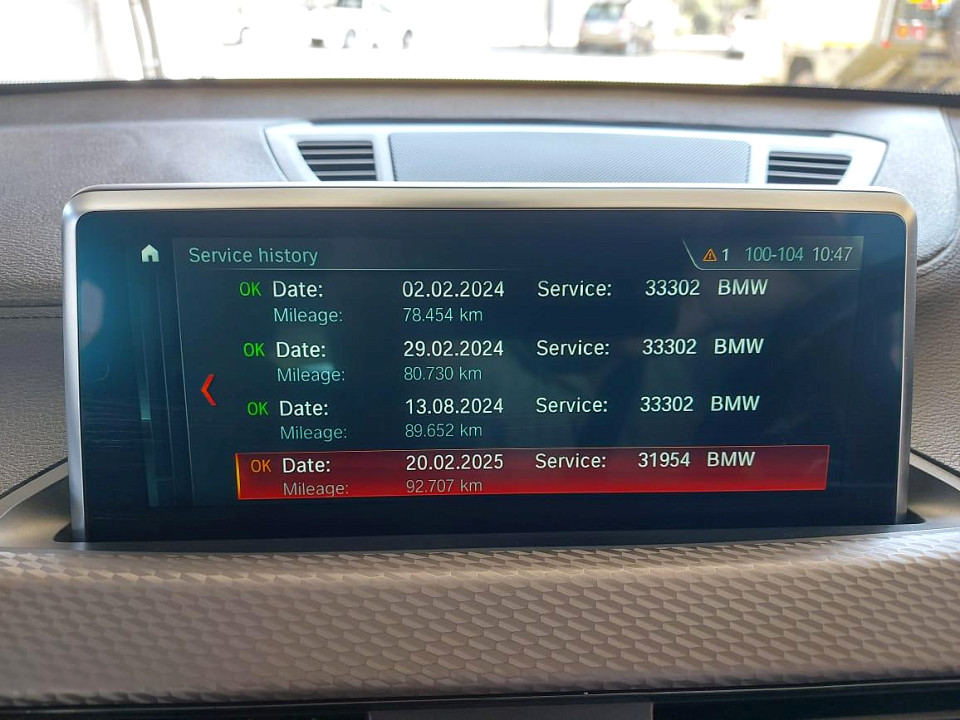 Service history 1 100-104 10:47
OK Date: 02.02.2024 Service: 33302 BMW
Mileage: 78.454 km
OK Date: 29.02.2024 Service: 33302 BMW
Mileage: 80.730 km
OK Date: 13.08.2024 Service: 33302 BMW
Mileage: 89.652 km
OK Date: 20.02.2025 Service: 31954 BMW
Mileage: 92.707 km